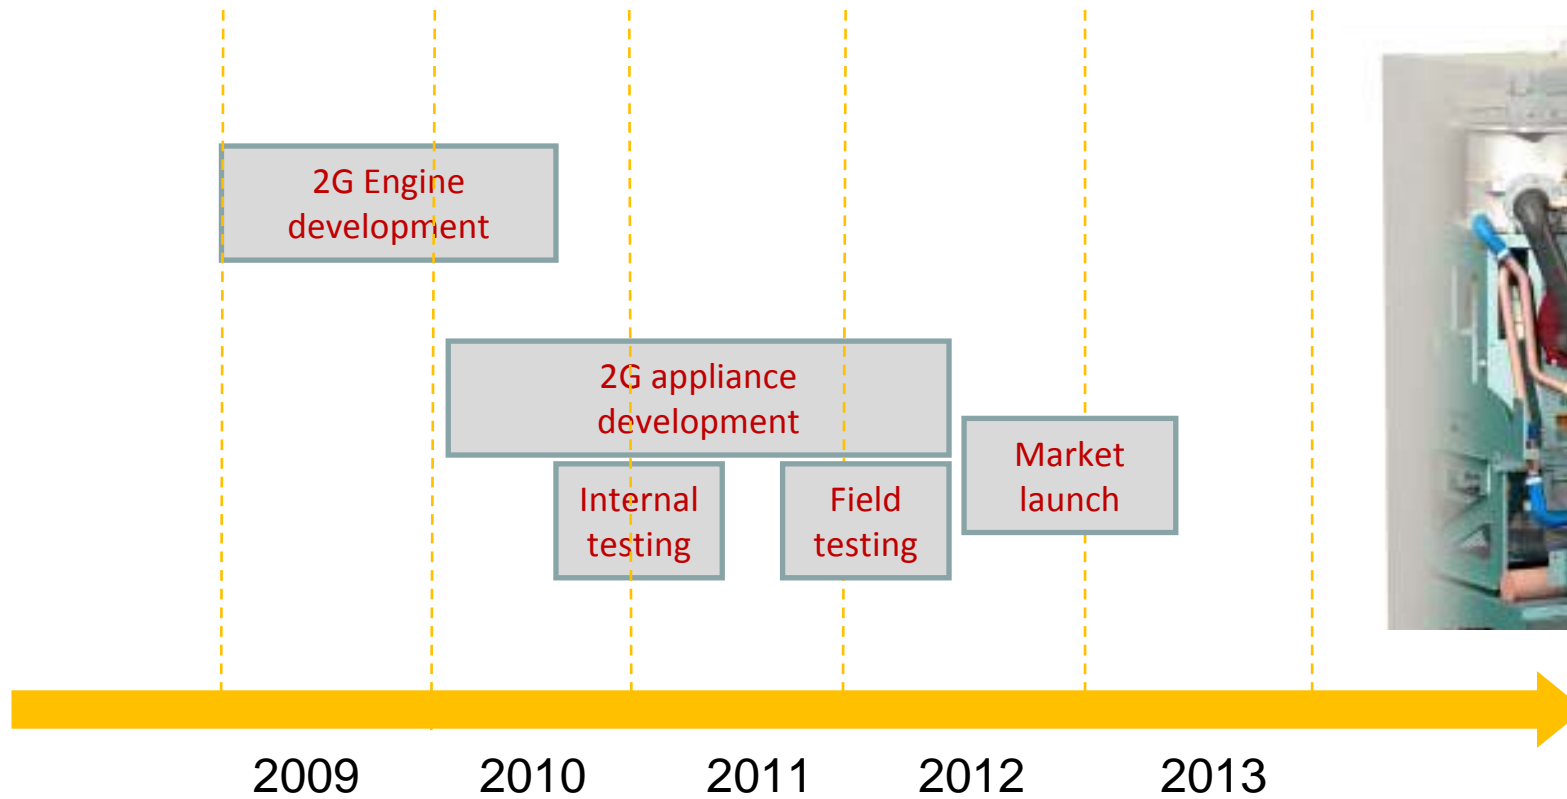 2G Engine
development
2G appliance
development
Market
launch
Internal
testing
Field
testing
2009
2010
2011
2012
2013